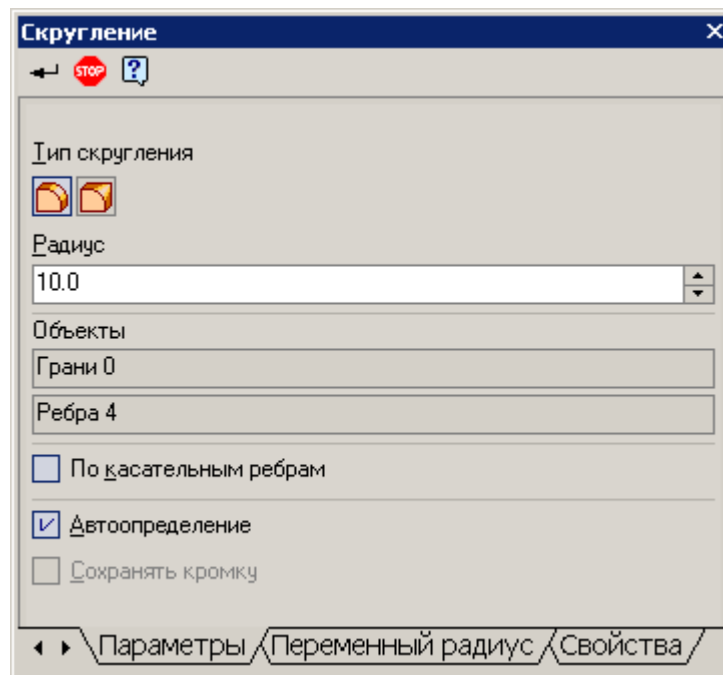 Скругление
STOP
?
Тип скругления
Радиус
10.0
Объекты
Грани 0
Ребра 4
По касательным ребрам
Автоопределение
Сохранять кромку
Параметры Переменный радиус Свойства